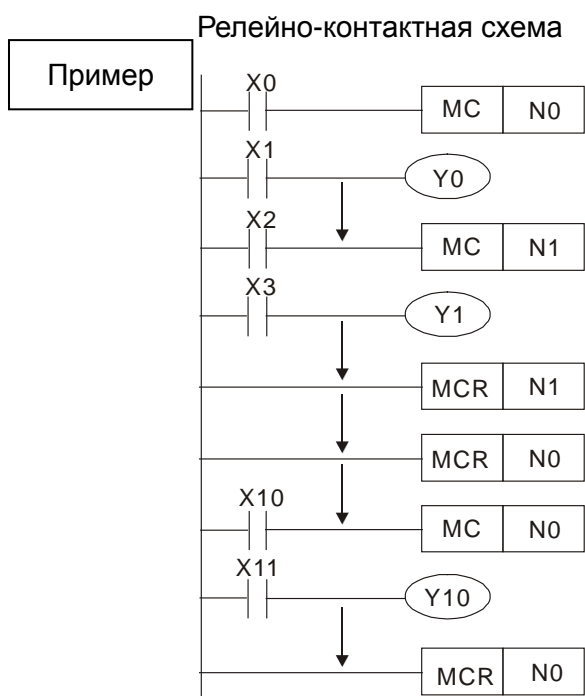 Релейно-контактная схема
Пример
X0
MC N0
X1
Y0
X2
MC N1
X3
Y1
MCR N1
MCR N0
X10
MC N0
X11
Y10
MCR N0